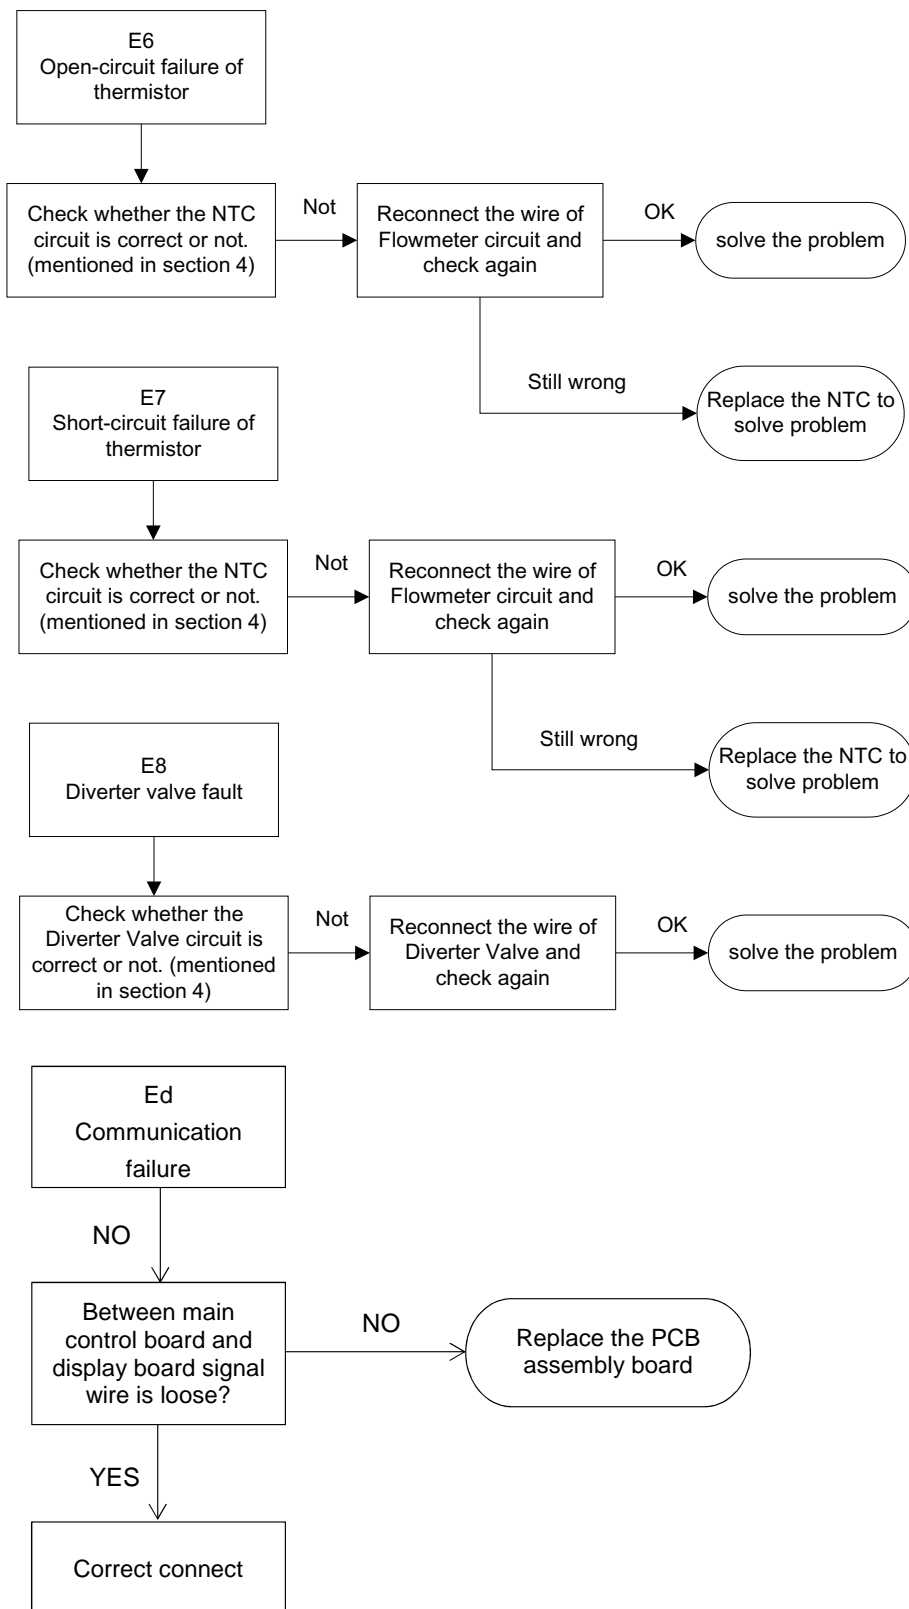 E6
Open-circuit failure of
thermistor
Check whether the NTC
circuit is correct or not.
(mentioned in section 4)
Not
Reconnect the wire of
Flowmeter circuit and
check again
OK
solve the problem
Still wrong
Replace the NTC to
solve problem
E7
Short-circuit failure of
thermistor
Check whether the NTC
circuit is correct or not.
(mentioned in section 4)
Not
Reconnect the wire of
Flowmeter circuit and
check again
OK
solve the problem
Still wrong
Replace the NTC to
solve problem
E8
Diverter valve fault
Check whether the
Diverter Valve circuit is
correct or not. (mentioned
in section 4)
Not
Reconnect the wire of
Diverter Valve and
check again
OK
solve the problem
Ed
Communication
failure
NO
Between main
control board and
display board signal
wire is loose?
NO
Replace the PCB
assembly board
YES
Correct connect